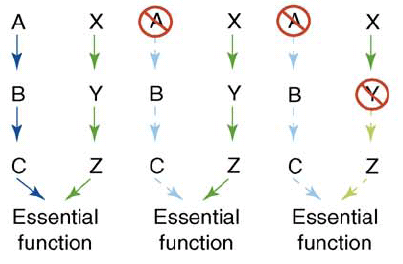 A X A X A X
B Y B Y B Y
C Z C Z C Z
Essential Essential Essential
function function function